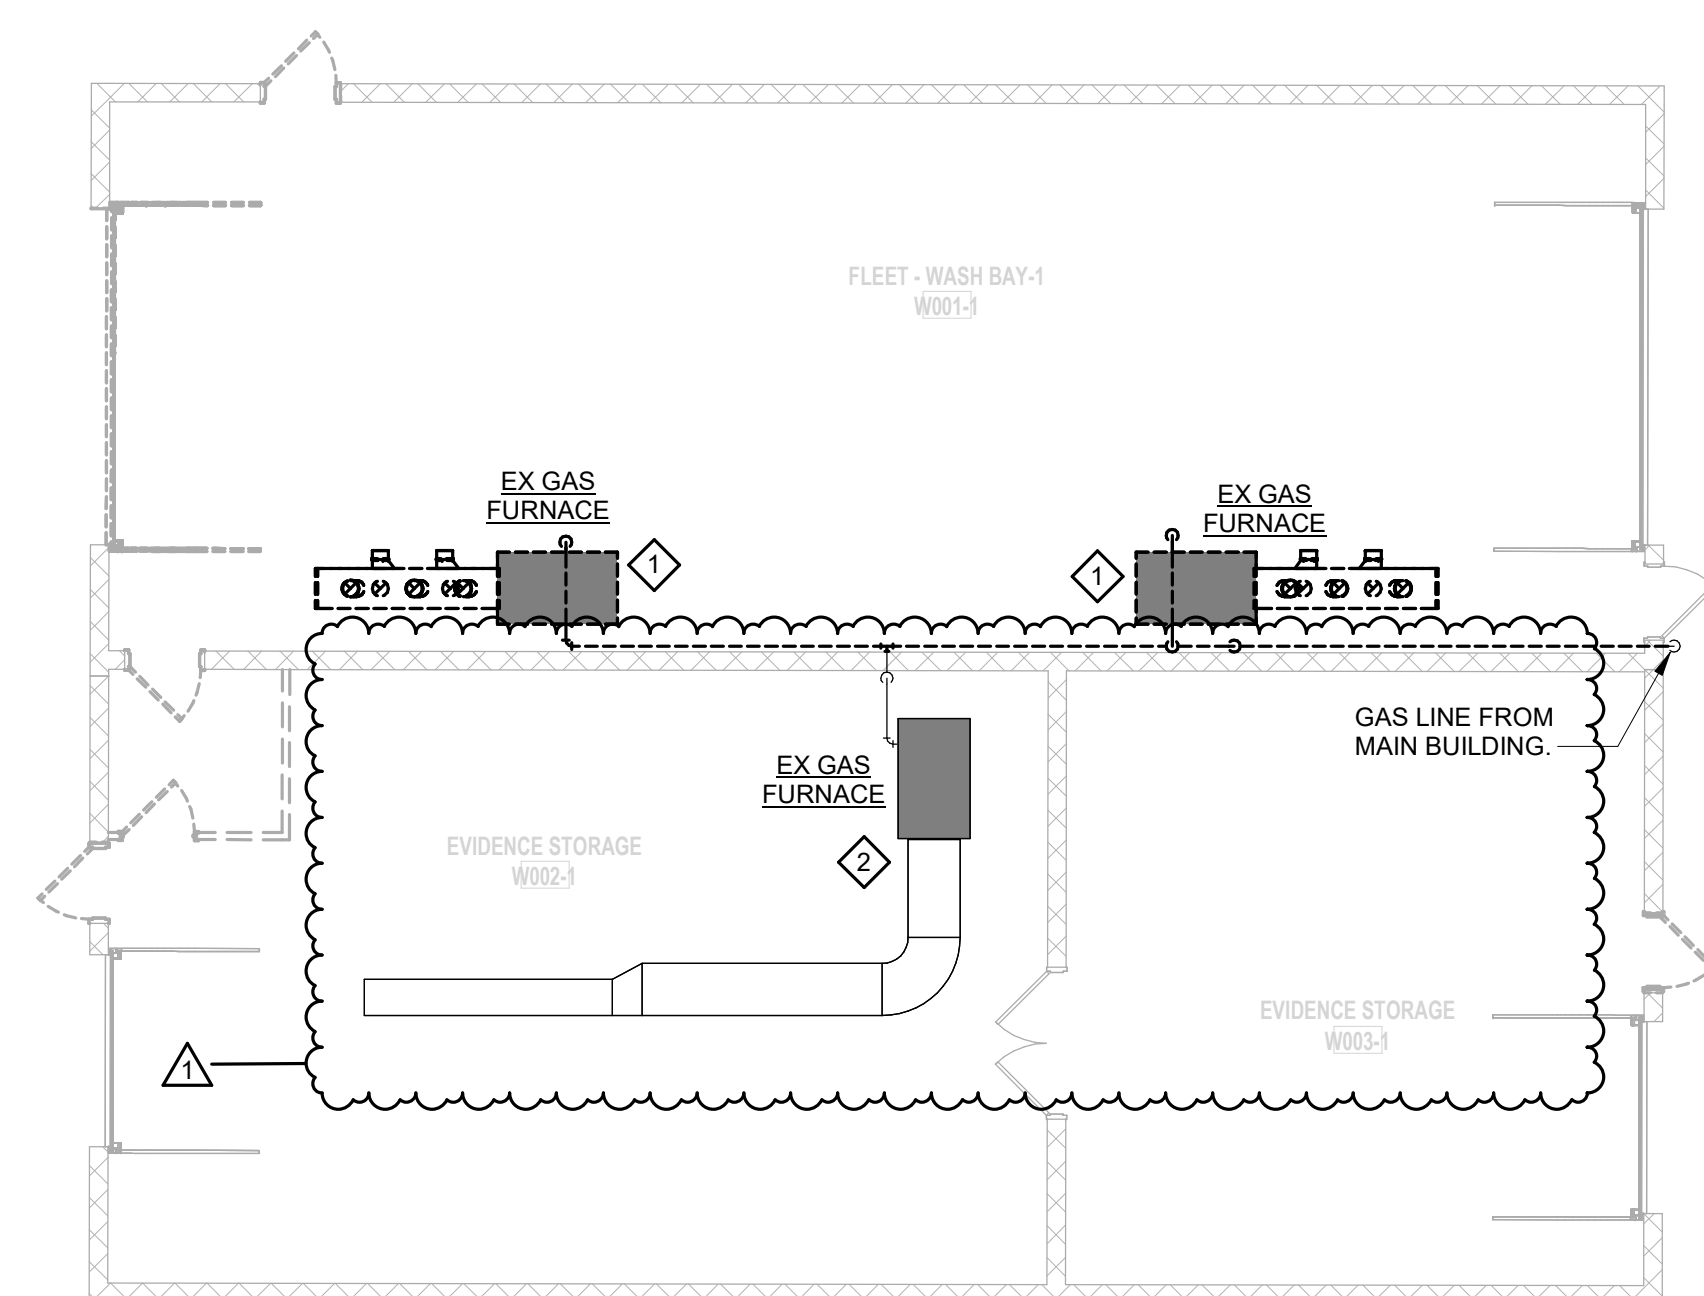 FLEET - WASH BAY-1
W001-1
EX GAS
FURNACE
1
EX GAS
FURNACE
1
GAS LINE FROM
MAIN BUILDING.
EX GAS
FURNACE
2
EVIDENCE STORAGE
W002-1
EVIDENCE STORAGE
W003-1
1